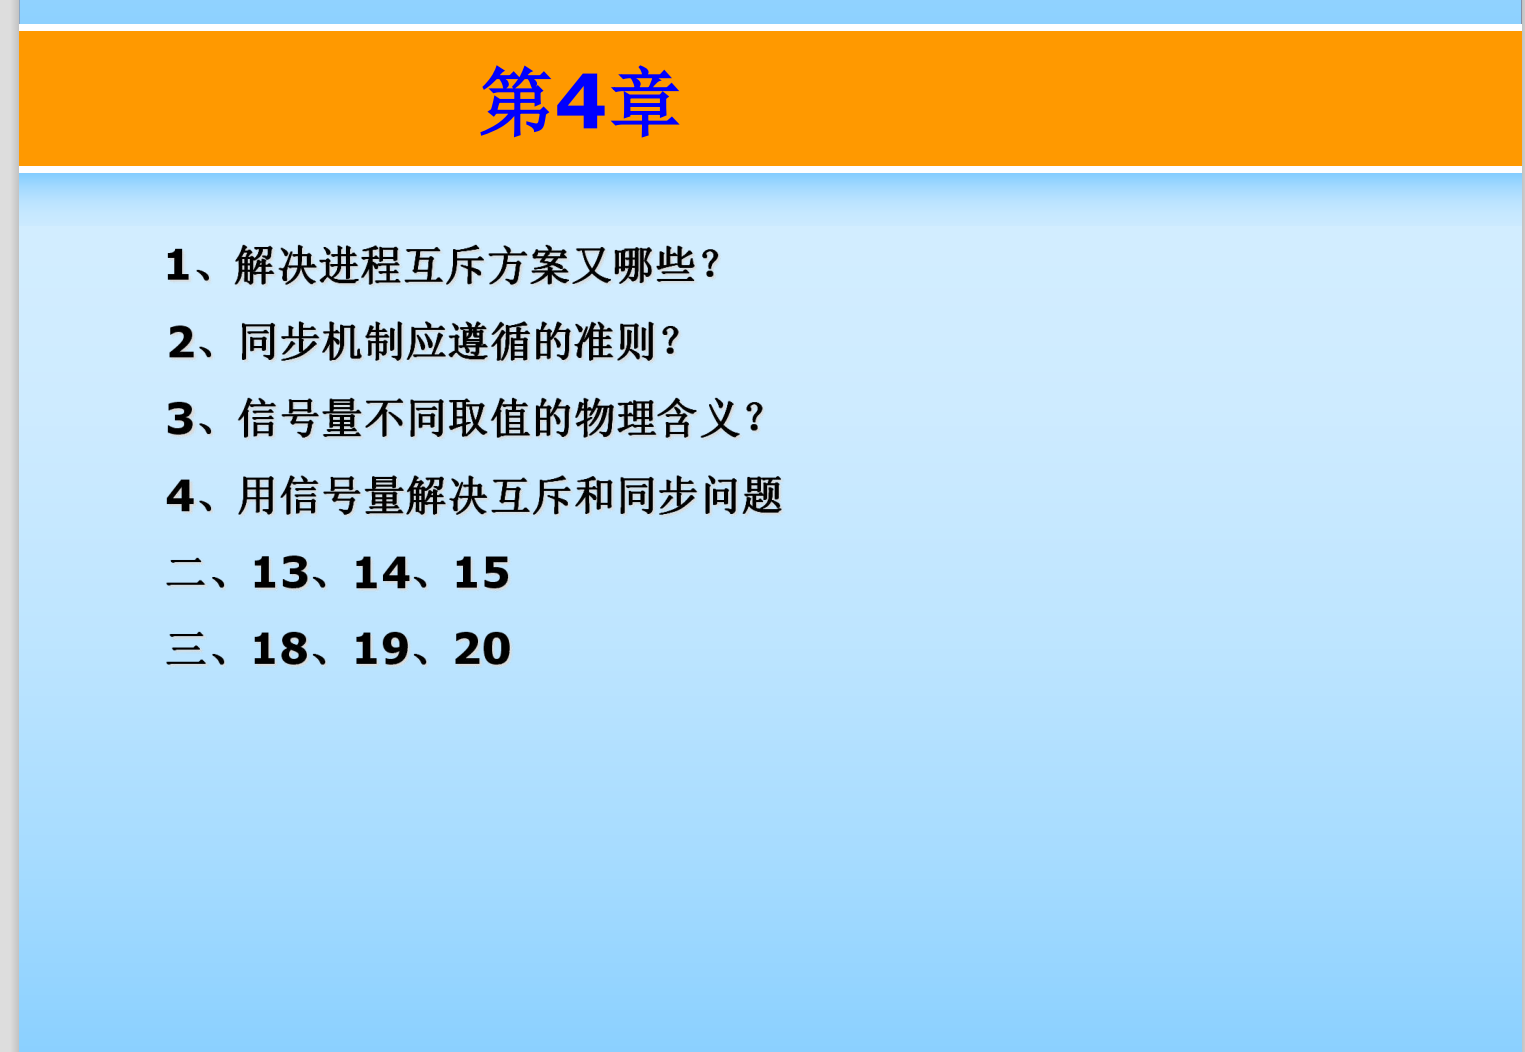 第4章
1、解决进程互斥方案又哪些？
2、同步机制应遵循的准则？
3、信号量不同取值的物理含义？
4、用信号量解决互斥和同步问题
二、13、14、15
三、18、19、20